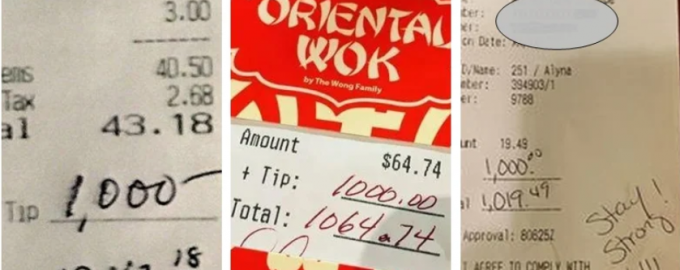 3.00
ems 40.50
Tax 2.68
al 43.18
Tip 1,000
18
ORIENTAL
WOK
by The Wong Family
Amount $64.74
+ Tip: 1000.00
Total: 1064.74
ber:
on Date:
D/Name: 251 / Alyna
mber: 394903/1
er: 9788
unt 19.49
1,000.00
al 1,019.49
Stay!
Strong!
Approval: 80625Z
I AGREE TO COMPLY WITH